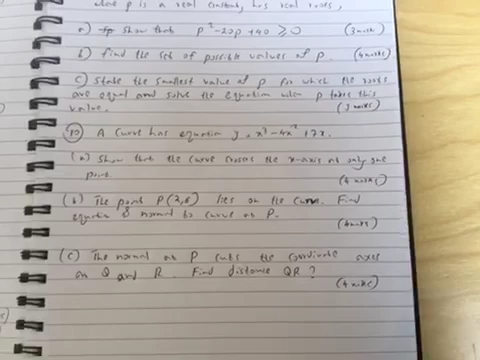 where p is a real constant, has real roots,
a) show that p² - 20p + 40 ≥ 0 (3 marks)
b) find the set of possible values of p. (4 marks)
c) state the smallest value of p for which the roots
are equal and solve the equation when p takes this
value. (3 marks)
10) A curve has equation y = x³ - 4x² + 7x.
(a) Show that the curve crosses the x-axis at only one
point. (4 marks)
(b) The point P(2,6) lies on the curve. Find
equation of normal to curve at P. (4 marks)
(c) The normal at P cuts the coordinate axes
at Q and R. Find distance QR? (4 marks)